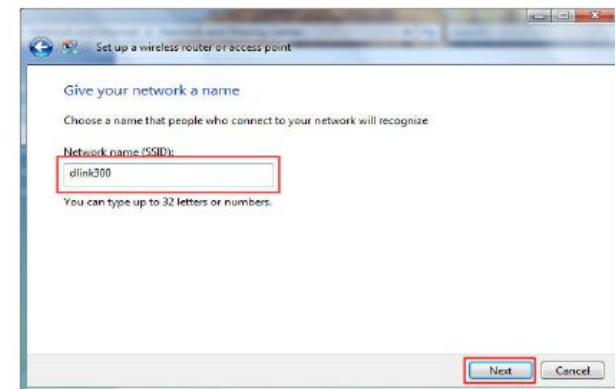 Set up a wireless router or access point
Give your network a name
Choose a name that people who connect to your network will recognize
Network name (SSID):
dlink300
You can type up to 32 letters or numbers.
Next
Cancel